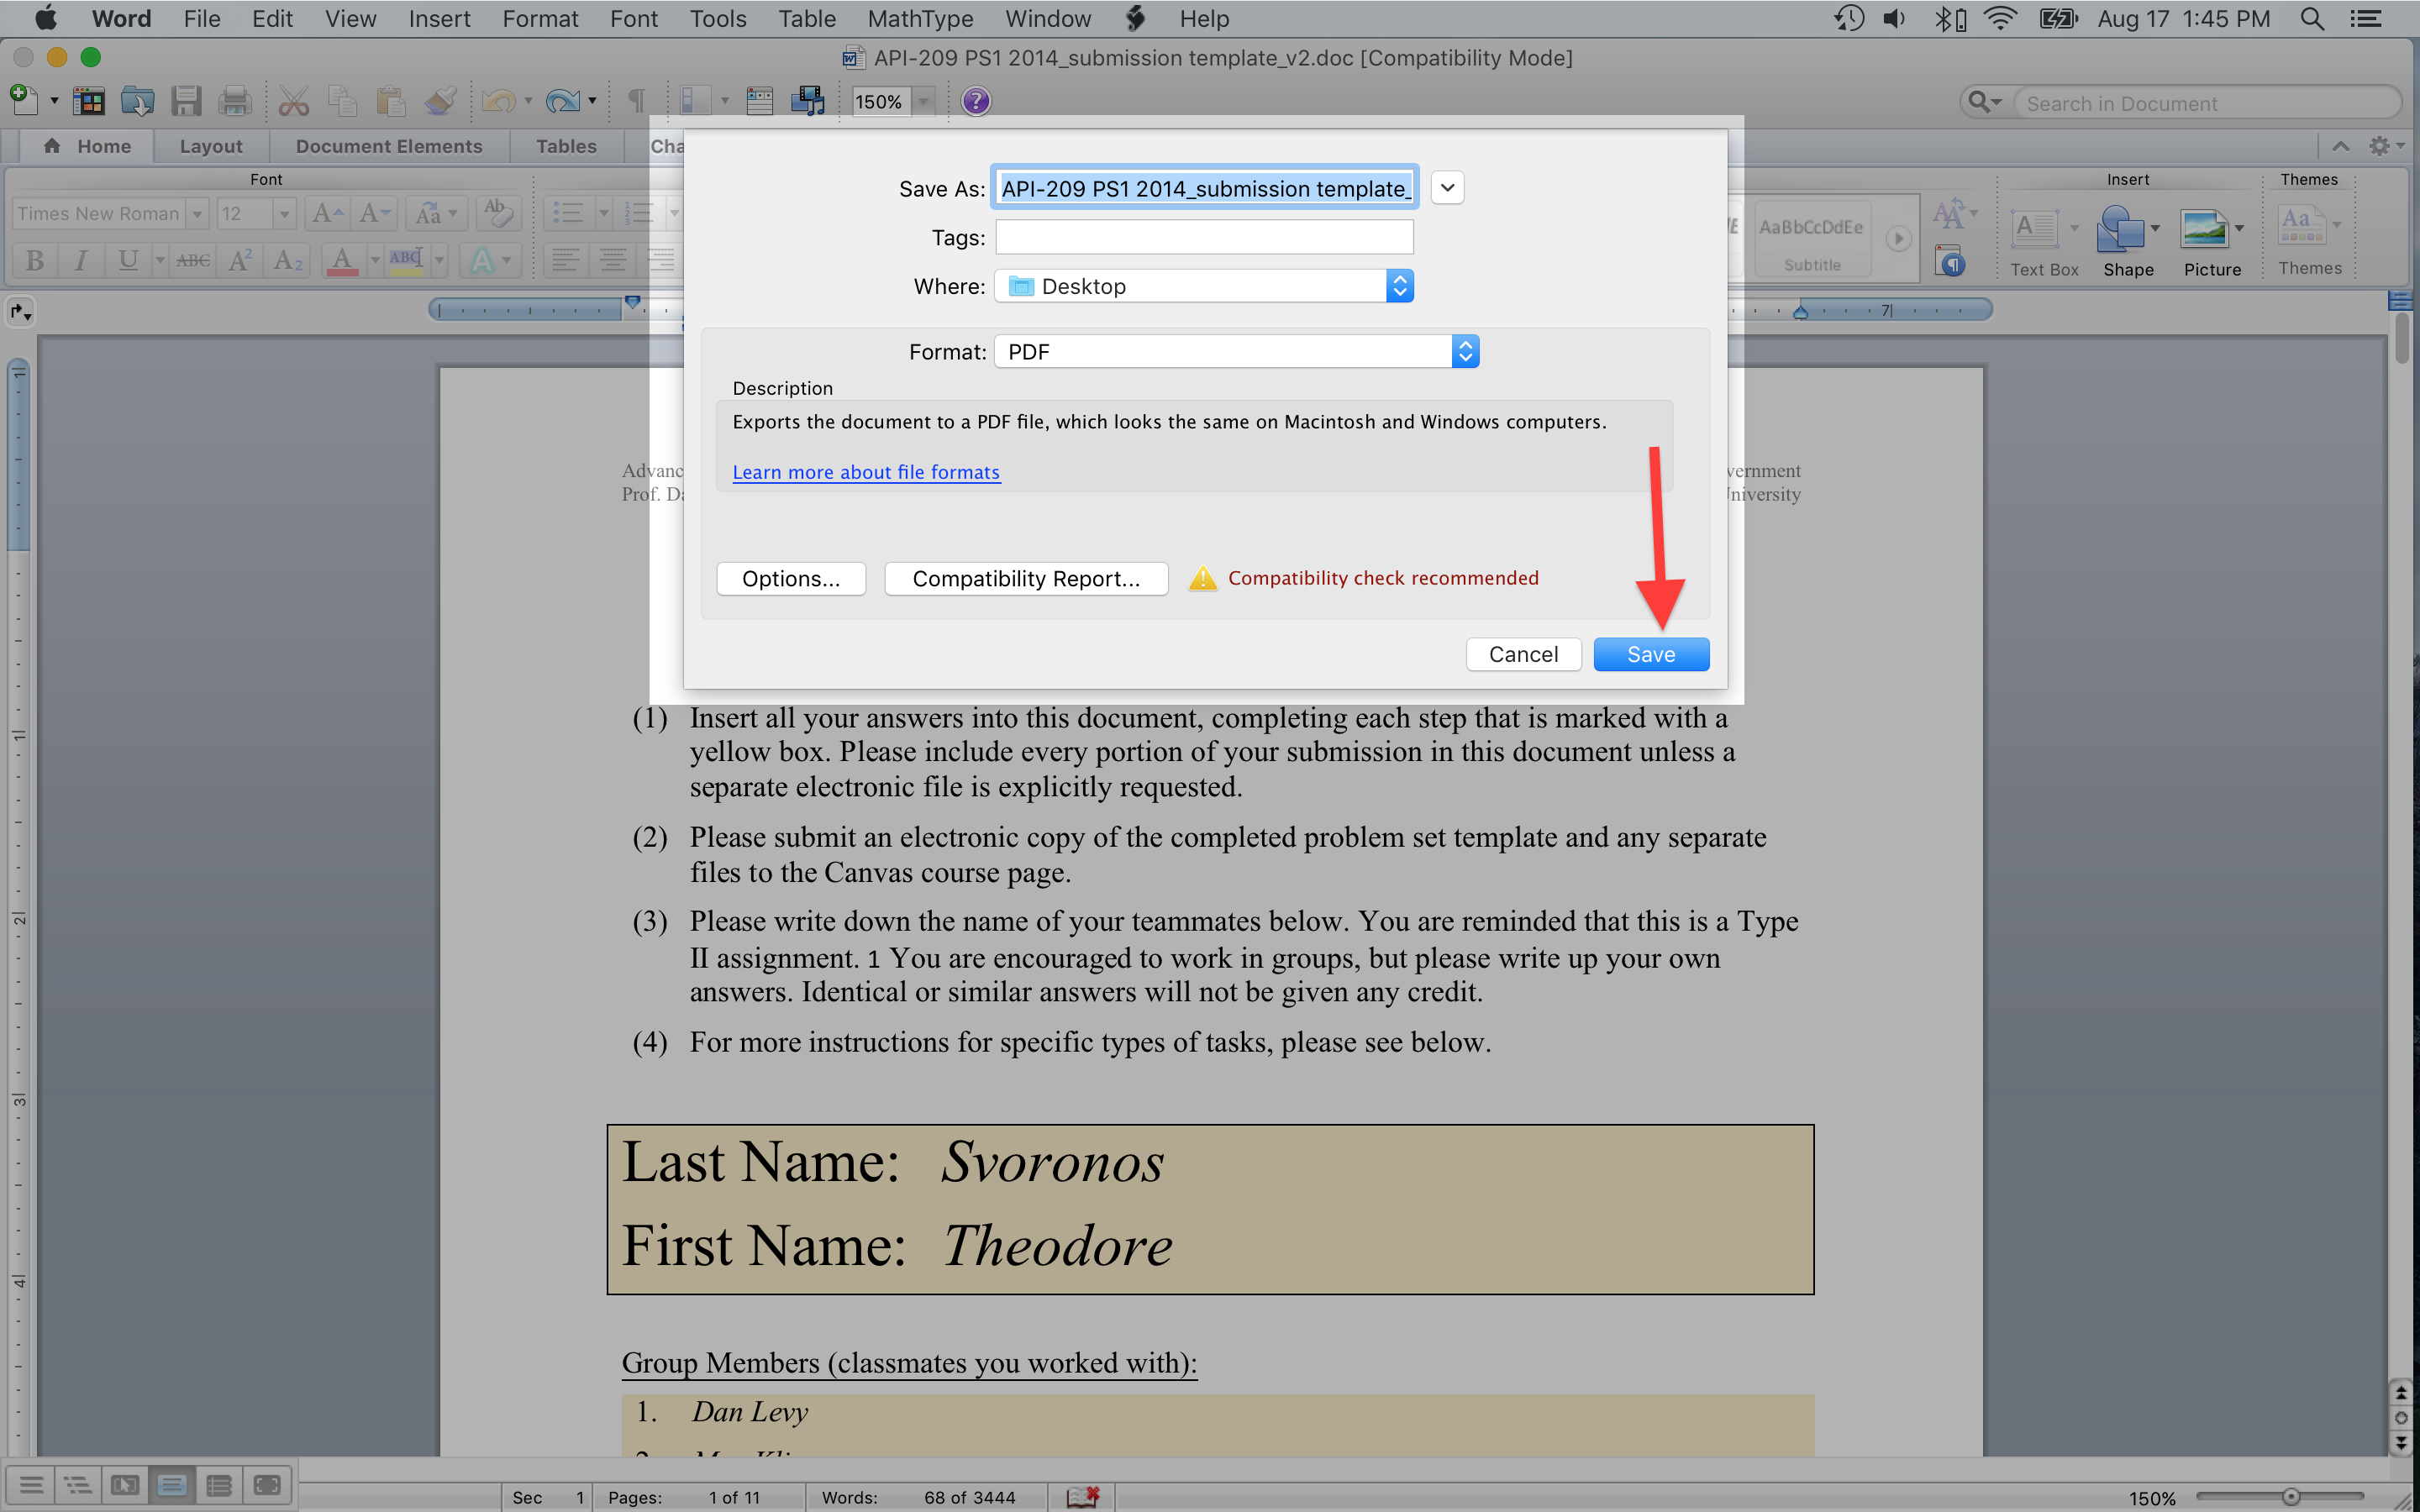 Word File Edit View Insert Format Font Tools Table MathType Window Help Aug 17 1:45 PM
API-209 PS1 2014_submission template_v2.doc [Compatibility Mode]
150% Search in Document
Home Layout Document Elements Tables Cha
Font Insert Themes
Times New Roman 12 Aa Ab
AaBbCcDdEe Aa
B I U ABC A² A₂ A ABC A
Subtitle Text Box Shape Picture Themes
Save As: API-209 PS1 2014_submission template_
Tags:
Where: Desktop
7
Format: PDF
Description
Exports the document to a PDF file, which looks the same on Macintosh and Windows computers.
Learn more about file formats
Advanc vernment
Prof. Da niversity
Options... Compatibility Report... Compatibility check recommended
Cancel Save
(1) Insert all your answers into this document, completing each step that is marked with a
yellow box. Please include every portion of your submission in this document unless a
separate electronic file is explicitly requested.
(2) Please submit an electronic copy of the completed problem set template and any separate
files to the Canvas course page.
(3) Please write down the name of your teammates below. You are reminded that this is a Type
II assignment. 1 You are encouraged to work in groups, but please write up your own
answers. Identical or similar answers will not be given any credit.
(4) For more instructions for specific types of tasks, please see below.
Last Name: Svoronos
First Name: Theodore
Group Members (classmates you worked with):
1. Dan Levy
Sec 1 Pages: 1 of 11 Words: 68 of 3444 150%